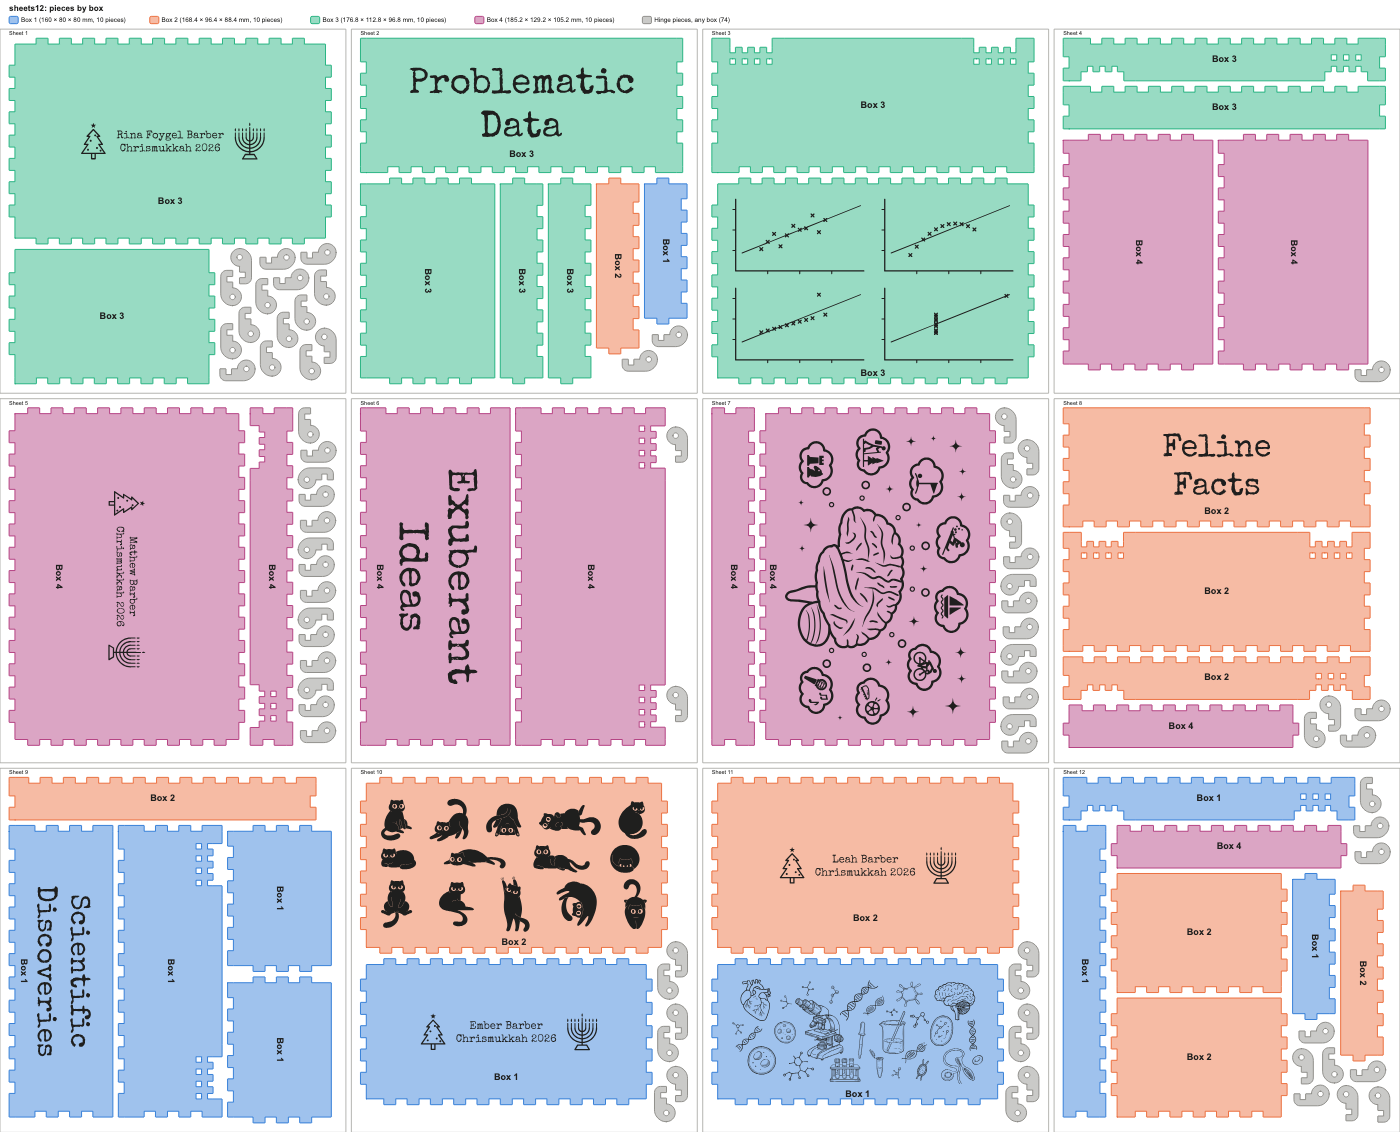 sheets12: pieces by box
Box 1 (160 × 80 × 80 mm, 10 pieces)
Box 2 (168.4 × 96.4 × 88.4 mm, 10 pieces)
Box 3 (176.8 × 112.8 × 96.8 mm, 10 pieces)
Box 4 (185.2 × 129.2 × 105.2 mm, 10 pieces)
Hinge pieces, any box (74)
Sheet 1
Rina Foygel Barber
Chrismukkah 2026
Box 3
Box 3
Sheet 2
Problematic
Data
Box 3
Box 3
Box 3
Box 3
Box 2
Box 1
Sheet 3
Box 3
Box 3
Sheet 4
Box 3
Box 3
Box 4
Box 4
Sheet 5
Mathew Barber
Chrismukkah 2026
Box 4
Box 4
Sheet 6
Exuberant
Ideas
Box 4
Box 4
Sheet 7
Box 4
Box 4
Sheet 8
Feline
Facts
Box 2
Box 2
Box 2
Box 4
Sheet 9
Box 2
Scientific
Discoveries
Box 1
Box 1
Box 1
Box 1
Sheet 10
Box 2
Ember Barber
Chrismukkah 2026
Box 1
Sheet 11
Leah Barber
Chrismukkah 2026
Box 2
Box 1
Sheet 12
Box 1
Box 4
Box 1
Box 2
Box 1
Box 2
Box 2